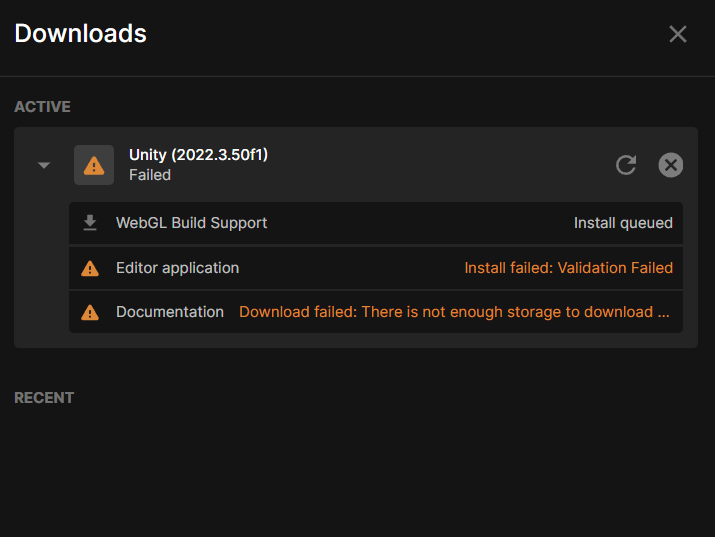 Downloads
ACTIVE
Unity (2022.3.50f1)
Failed
WebGL Build Support Install queued
Editor application Install failed: Validation Failed
Documentation Download failed: There is not enough storage to download ...
RECENT